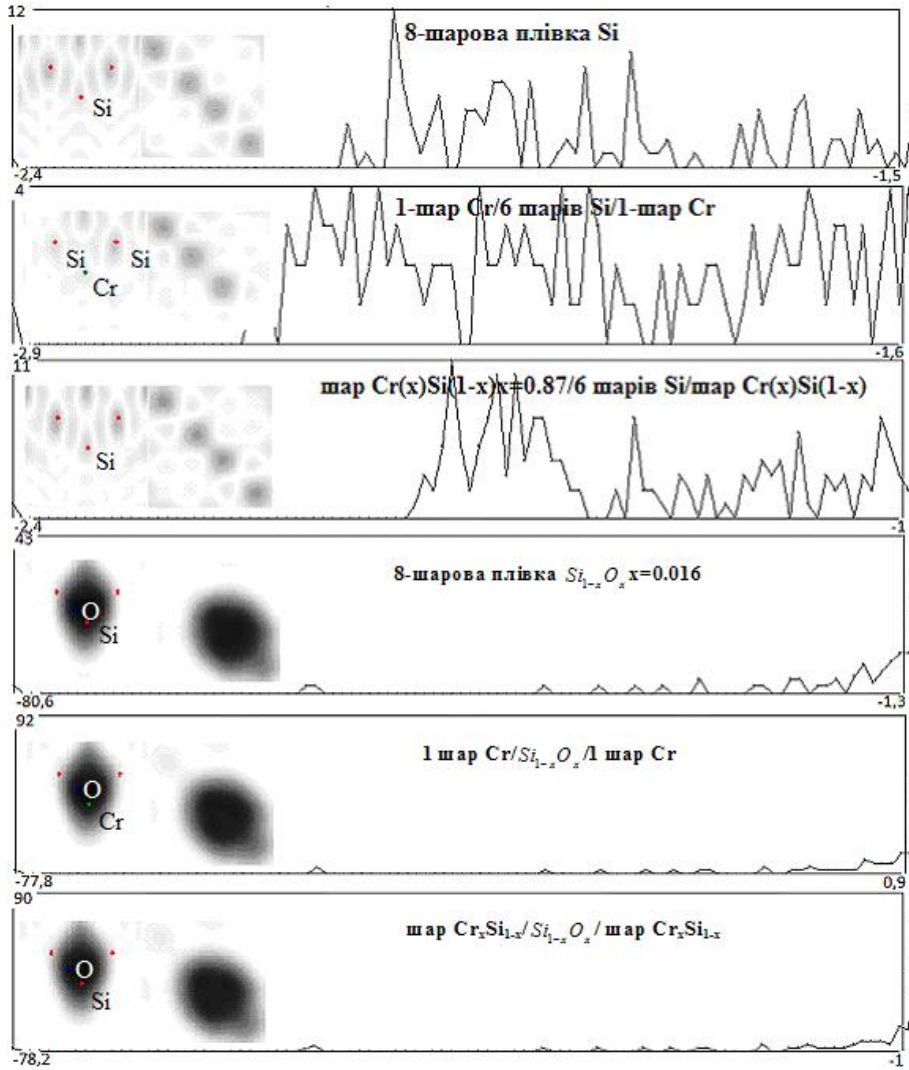 12
8-шарова плівка Si
Si
-2,4 -1,5
4
1-шар Cr/6 шарів Si/1-шар Cr
Si Si
Cr
-2,9 -1,6
11
шар Cr(x)Si(1-x)x=0.87/6 шарів Si/шар Cr(x)Si(1-x)
Si
-2,4 -1
43
8-шарова плівка Si₁₋ₓOₓ x=0.016
O
Si
-80,6 -1,3
92
1 шар Cr/Si₁₋ₓOₓ/1 шар Cr
O
Cr
-77,8 0,9
90
шар CrₓSi₁₋ₓ/Si₁₋ₓOₓ/ шар CrₓSi₁₋ₓ
O
Si
-78,2 -1